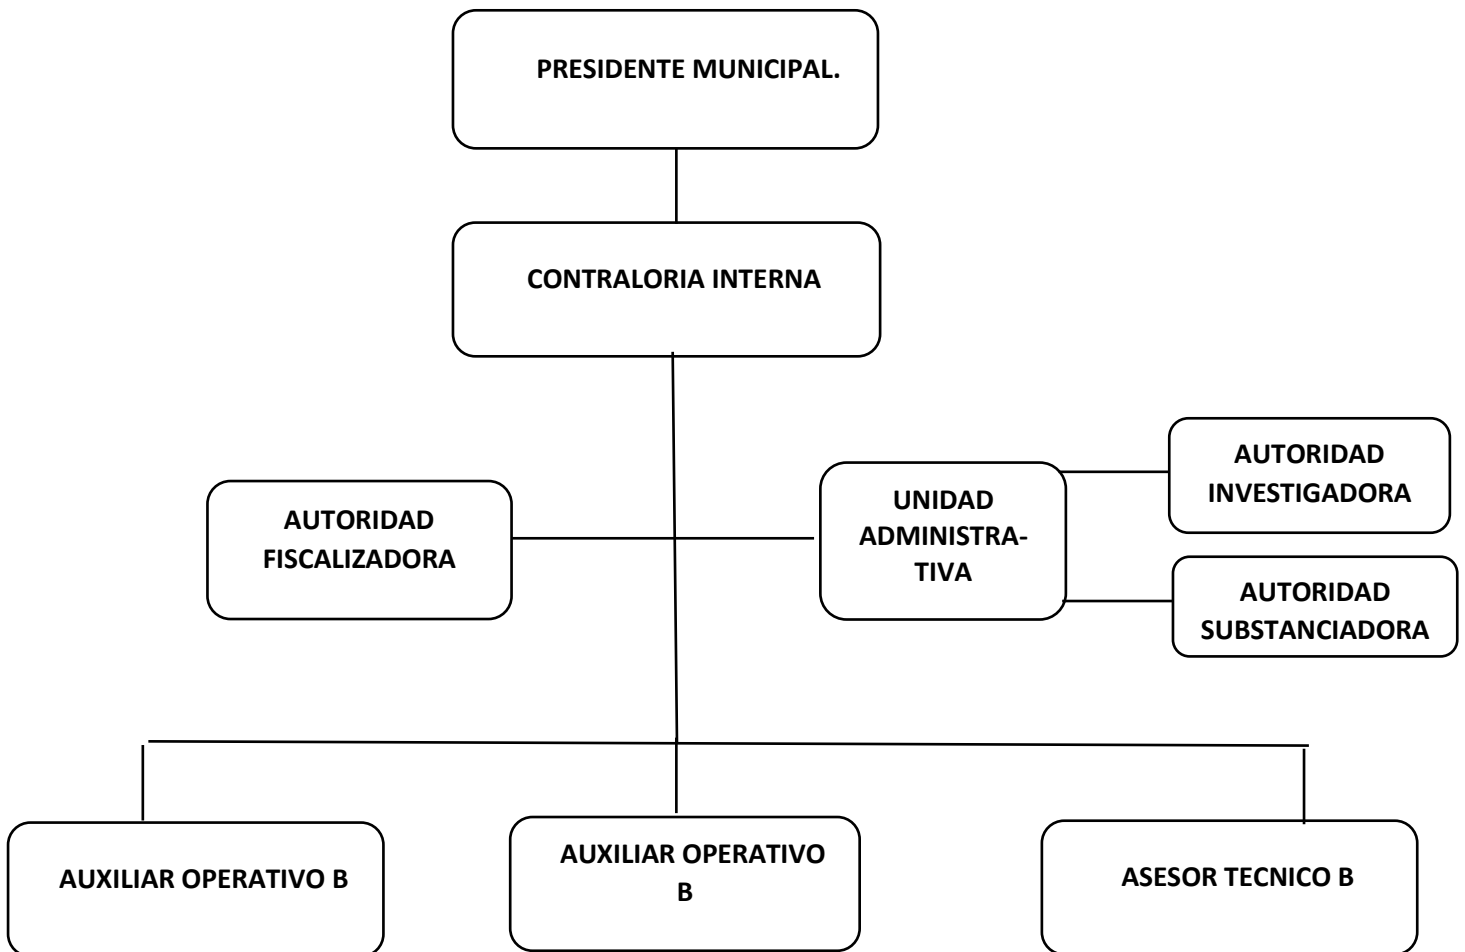 PRESIDENTE MUNICIPAL.
CONTRALORIA INTERNA
AUTORIDAD
FISCALIZADORA
UNIDAD
ADMINISTRA-
TIVA
AUTORIDAD
INVESTIGADORA
AUTORIDAD
SUBSTANCIADORA
AUXILIAR OPERATIVO B
AUXILIAR OPERATIVO
B
ASESOR TECNICO B